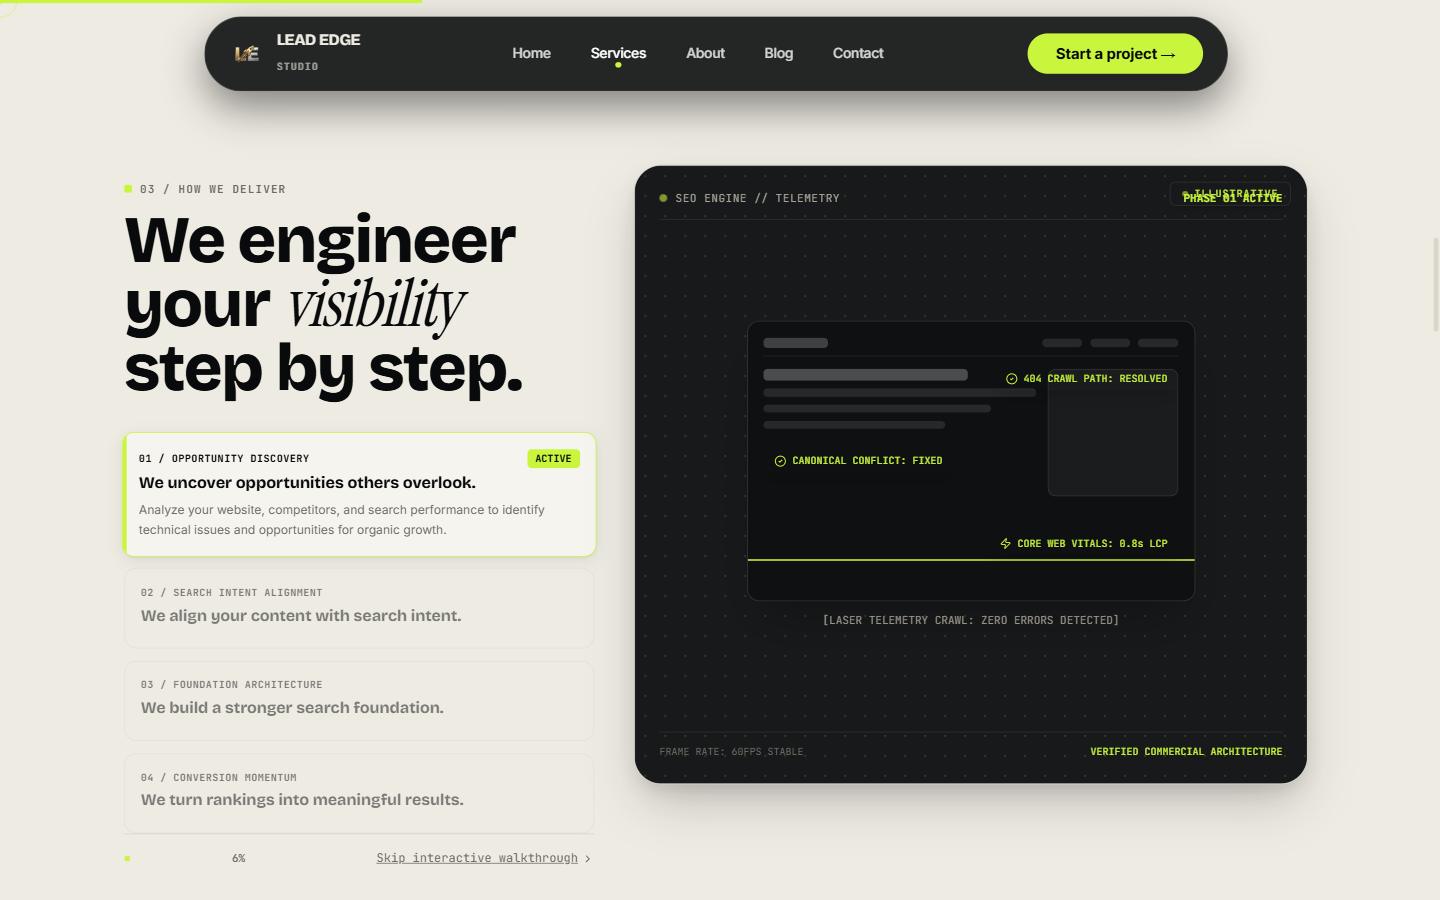 LE
LEAD EDGE
STUDIO
Home
Services
About
Blog
Contact
Start a project →
03 / HOW WE DELIVER
We engineer
your visibility
step by step.
01 / OPPORTUNITY DISCOVERY
ACTIVE
We uncover opportunities others overlook.
Analyze your website, competitors, and search performance to identify
technical issues and opportunities for organic growth.
02 / SEARCH INTENT ALIGNMENT
We align your content with search intent.
03 / FOUNDATION ARCHITECTURE
We build a stronger search foundation.
04 / CONVERSION MOMENTUM
We turn rankings into meaningful results.
6%
Skip interactive walkthrough ›
SEO ENGINE // TELEMETRY
ILLUSTRATIVE
PHASE 01 ACTIVE
404 CRAWL PATH: RESOLVED
CANONICAL CONFLICT: FIXED
CORE WEB VITALS: 0.8s LCP
[LASER TELEMETRY CRAWL: ZERO ERRORS DETECTED]
FRAME RATE: 60FPS STABLE
VERIFIED COMMERCIAL ARCHITECTURE